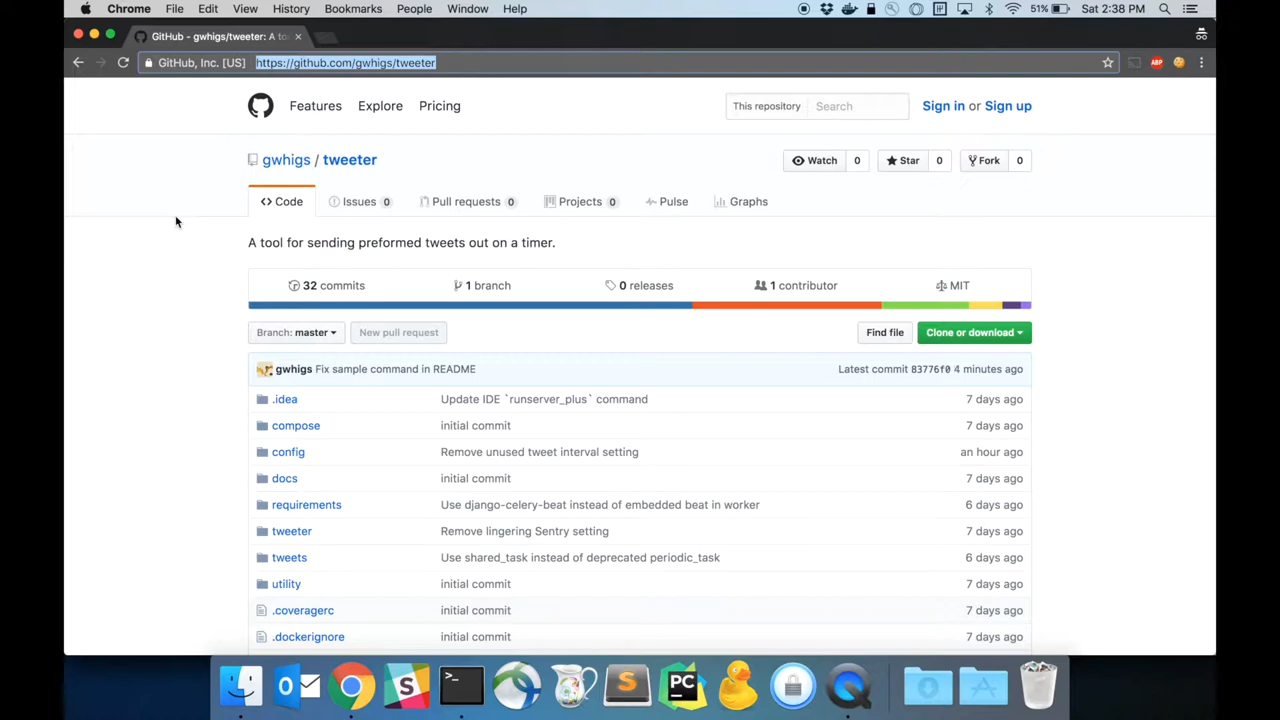 Chrome File Edit View History Bookmarks People Window Help 51% Sat 2:38 PM
GitHub - gwhigs/tweeter: A to
GitHub, Inc. [US] https://github.com/gwhigs/tweeter ABP
Features Explore Pricing This repository Search Sign in or Sign up
gwhigs / tweeter Watch 0 Star 0 Fork 0
Code Issues 0 Pull requests 0 Projects 0 Pulse Graphs
A tool for sending preformed tweets out on a timer.
32 commits 1 branch 0 releases 1 contributor MIT
Branch: master New pull request Find file Clone or download
gwhigs Fix sample command in README Latest commit 83776f0 4 minutes ago
.idea Update IDE `runserver_plus` command 7 days ago
compose initial commit 7 days ago
config Remove unused tweet interval setting an hour ago
docs initial commit 7 days ago
requirements Use django-celery-beat instead of embedded beat in worker 6 days ago
tweeter Remove lingering Sentry setting 7 days ago
tweets Use shared_task instead of deprecated periodic_task 6 days ago
utility initial commit 7 days ago
.coveragerc initial commit 7 days ago
.dockerignore initial commit 7 days ago
O S >_ S PC